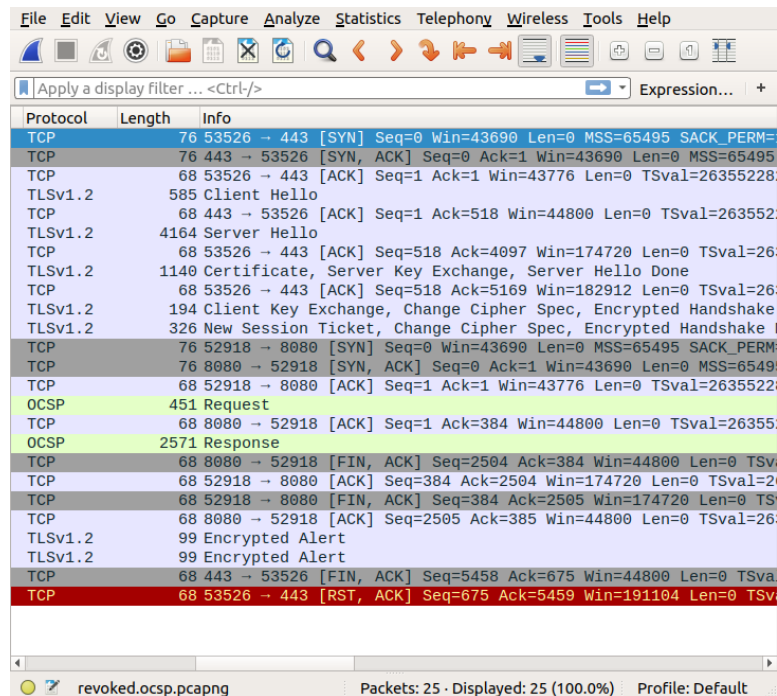 File Edit View Go Capture Analyze Statistics Telephony Wireless Tools Help
Apply a display filter ... <Ctrl-/> Expression... +
Protocol Length Info
TCP 76 53526 → 443 [SYN] Seq=0 Win=43690 Len=0 MSS=65495 SACK_PERM=
TCP 76 443 → 53526 [SYN, ACK] Seq=0 Ack=1 Win=43690 Len=0 MSS=65495
TCP 68 53526 → 443 [ACK] Seq=1 Ack=1 Win=43776 Len=0 TSval=26355228
TLSv1.2 585 Client Hello
TCP 68 443 → 53526 [ACK] Seq=1 Ack=518 Win=44800 Len=0 TSval=263552
TLSv1.2 4164 Server Hello
TCP 68 53526 → 443 [ACK] Seq=518 Ack=4097 Win=174720 Len=0 TSval=26
TLSv1.2 1140 Certificate, Server Key Exchange, Server Hello Done
TCP 68 53526 → 443 [ACK] Seq=518 Ack=5169 Win=182912 Len=0 TSval=26
TLSv1.2 194 Client Key Exchange, Change Cipher Spec, Encrypted Handshake
TLSv1.2 326 New Session Ticket, Change Cipher Spec, Encrypted Handshake
TCP 76 52918 → 8080 [SYN] Seq=0 Win=43690 Len=0 MSS=65495 SACK_PERM
TCP 76 8080 → 52918 [SYN, ACK] Seq=0 Ack=1 Win=43690 Len=0 MSS=6549
TCP 68 52918 → 8080 [ACK] Seq=1 Ack=1 Win=43776 Len=0 TSval=2635522
OCSP 451 Request
TCP 68 8080 → 52918 [ACK] Seq=1 Ack=384 Win=44800 Len=0 TSval=26355
OCSP 2571 Response
TCP 68 8080 → 52918 [FIN, ACK] Seq=2504 Ack=384 Win=44800 Len=0 TSv
TCP 68 52918 → 8080 [ACK] Seq=384 Ack=2504 Win=174720 Len=0 TSval=2
TCP 68 52918 → 8080 [FIN, ACK] Seq=384 Ack=2505 Win=174720 Len=0 TS
TCP 68 8080 → 52918 [ACK] Seq=2505 Ack=385 Win=44800 Len=0 TSval=26
TLSv1.2 99 Encrypted Alert
TLSv1.2 99 Encrypted Alert
TCP 68 443 → 53526 [FIN, ACK] Seq=5458 Ack=675 Win=44800 Len=0 TSva
TCP 68 53526 → 443 [RST, ACK] Seq=675 Ack=5459 Win=191104 Len=0 TSv
revoked.ocsp.pcapng Packets: 25 · Displayed: 25 (100.0%) Profile: Default